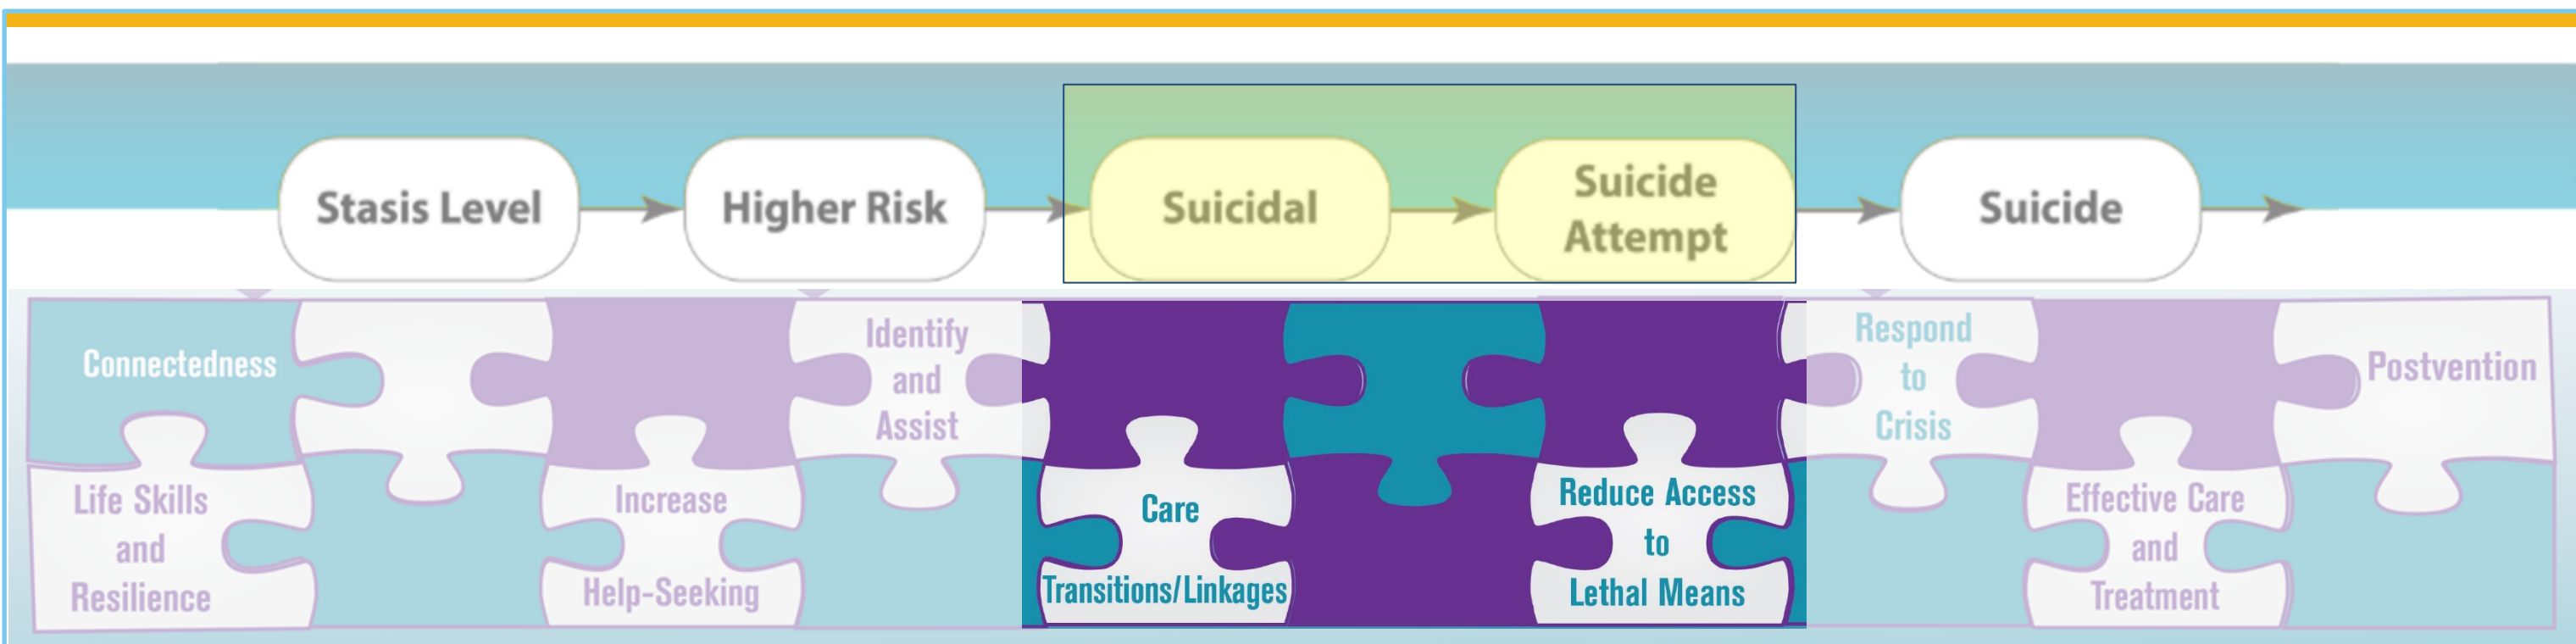 Stasis Level
Higher Risk
Suicidal
Suicide
Attempt
Suicide
Connectedness
Life Skills
and
Resilience
Increase
Help-Seeking
Identify
and
Assist
Care
Transitions/Linkages
Reduce Access
to
Lethal Means
Respond
to
Crisis
Effective Care
and
Treatment
Postvention